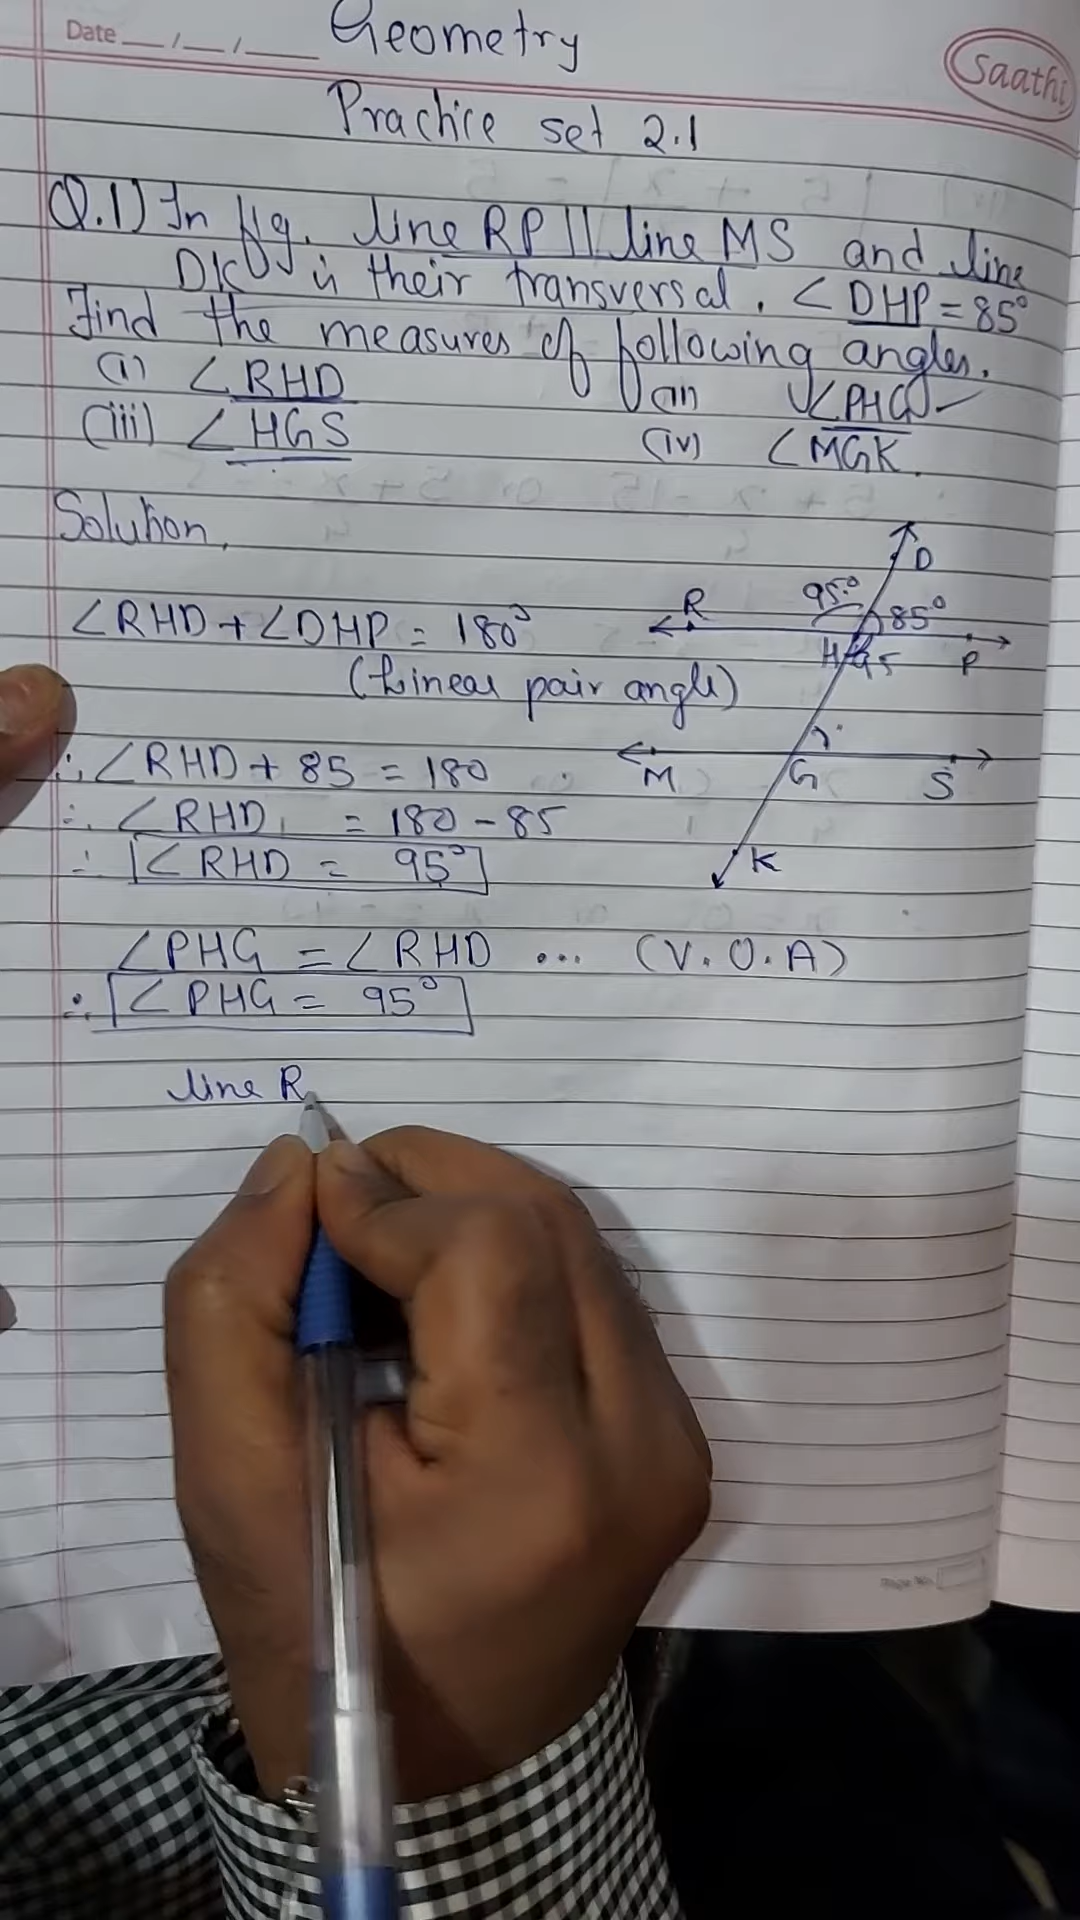 Date __/__/____
Geometry
Saathi
Practice set 2.1
Q.1) In fig. line RP || line MS and line
DK is their transversal. ∠DHP = 85°
Find the measures of following angles.
(i) ∠RHD (ii) ∠PHG
(iii) ∠HGS (iv) ∠MGK.
Solution,
D
95° 85°
R H 95 P
∠RHD + ∠DHP = 180°
(Linear pair angle)
M G S
K
∴ ∠RHD + 85 = 180
∴ ∠RHD = 180 - 85
∴ ∠RHD = 95°
∠PHG = ∠RHD ... (V.O.A)
∴ ∠PHG = 95°
line R